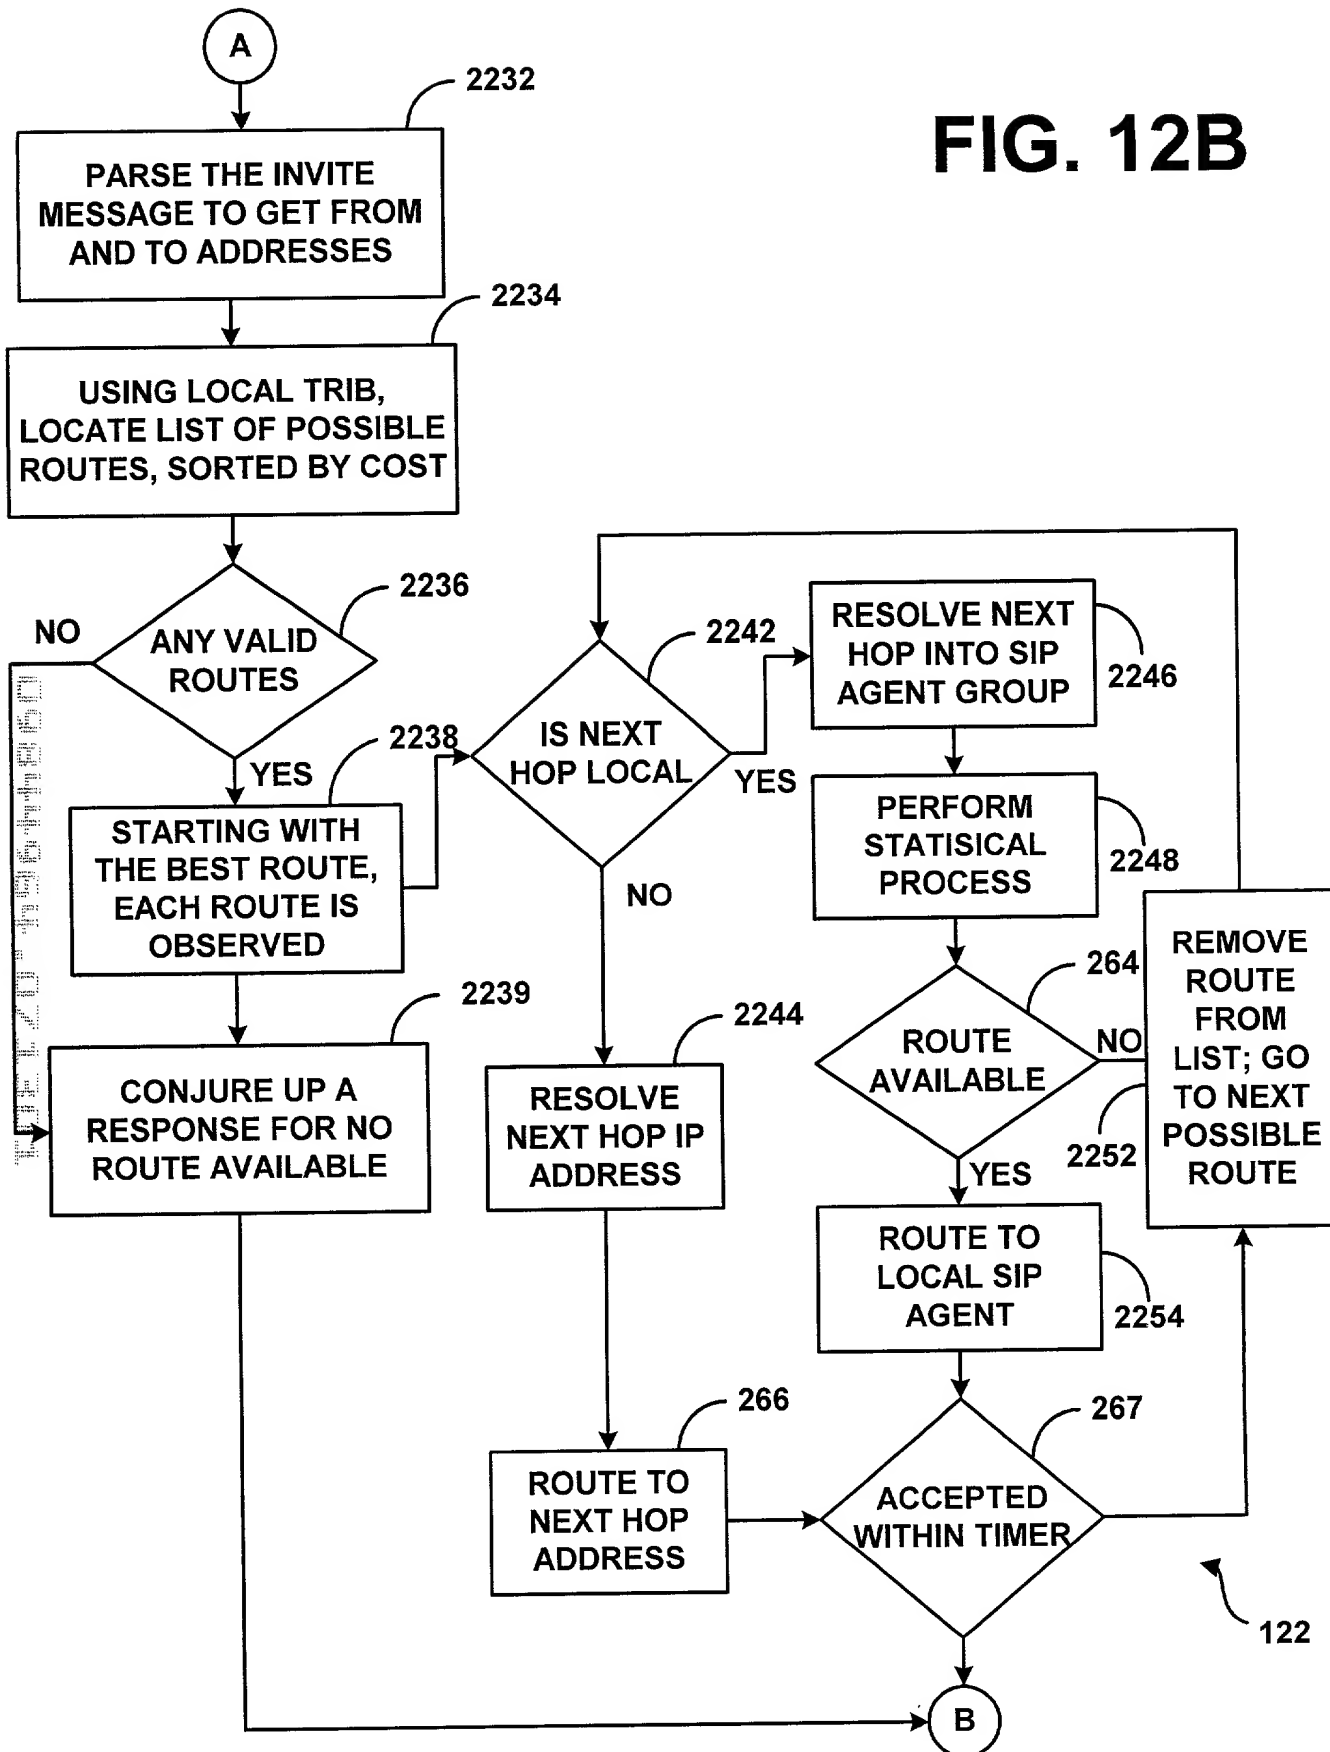 A
2232
FIG. 12B
PARSE THE INVITE
MESSAGE TO GET FROM
AND TO ADDRESSES
2234
USING LOCAL TRIB,
LOCATE LIST OF POSSIBLE
ROUTES, SORTED BY COST
2236
NO
ANY VALID
ROUTES
YES
2238
STARTING WITH
THE BEST ROUTE,
EACH ROUTE IS
OBSERVED
2239
CONJURE UP A
RESPONSE FOR NO
ROUTE AVAILABLE
2242
IS NEXT
HOP LOCAL
YES
NO
2244
RESOLVE
NEXT HOP IP
ADDRESS
266
ROUTE TO
NEXT HOP
ADDRESS
RESOLVE NEXT
HOP INTO SIP
AGENT GROUP
2246
PERFORM
STATISICAL
PROCESS
2248
264
ROUTE
AVAILABLE
NO
YES
2252
REMOVE
ROUTE
FROM
LIST; GO
TO NEXT
POSSIBLE
ROUTE
ROUTE TO
LOCAL SIP
AGENT
2254
267
ACCEPTED
WITHIN TIMER
122
B